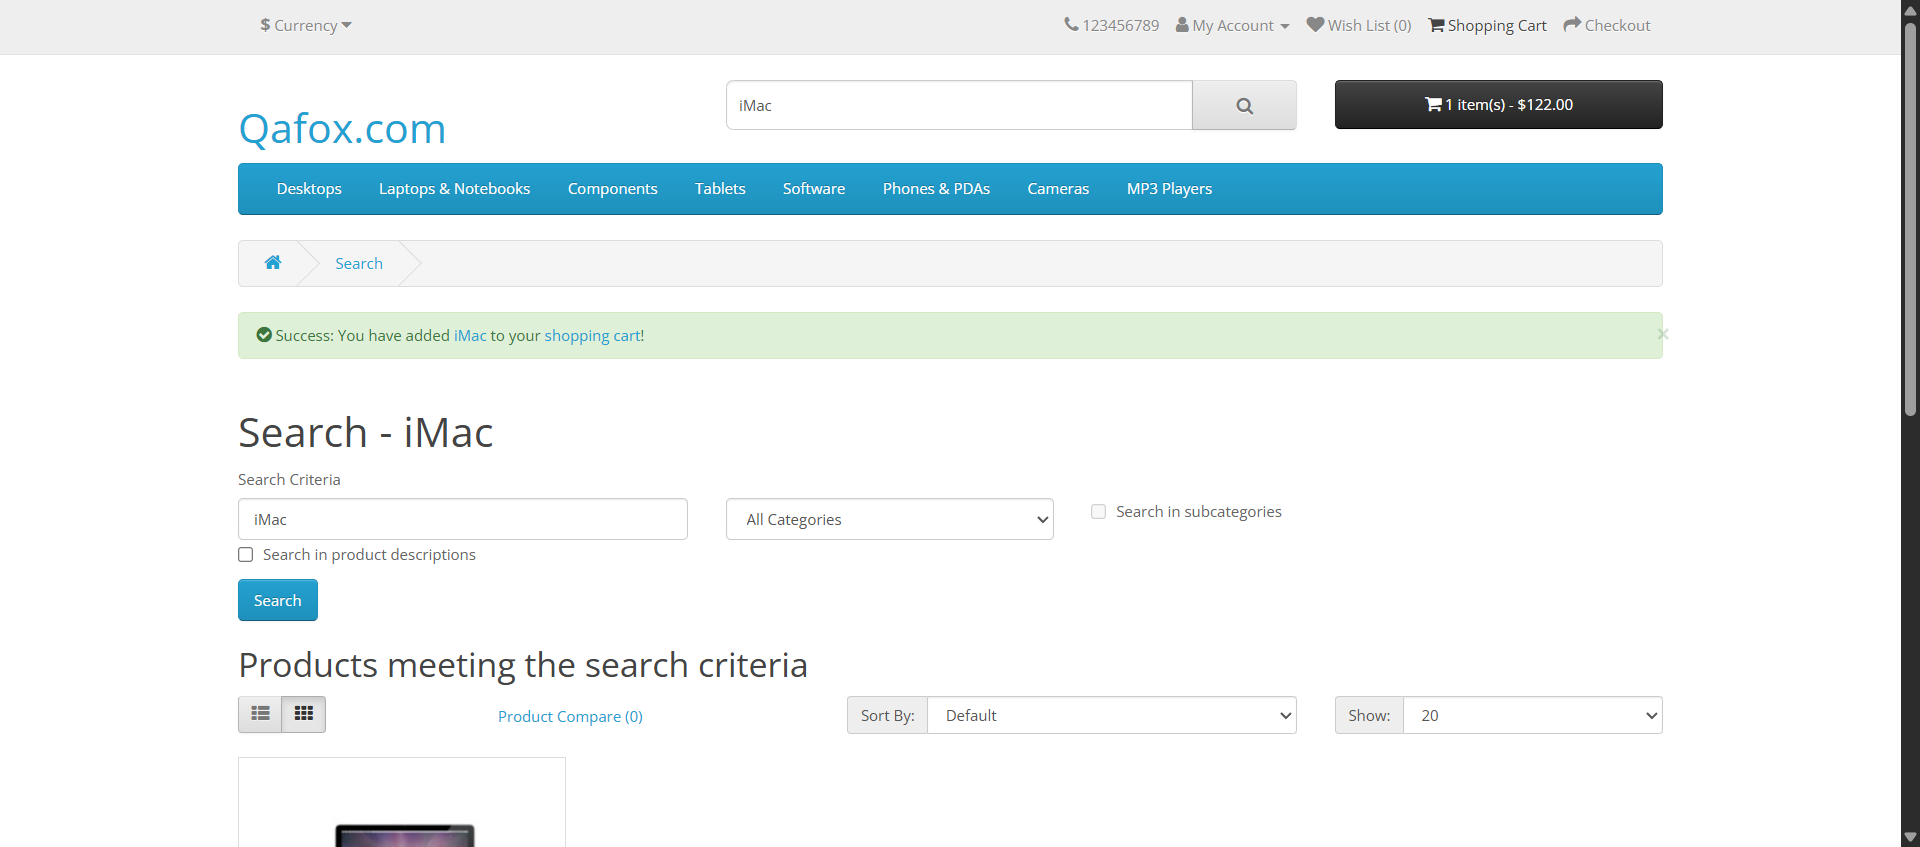 $ Currency
123456789 My Account Wish List (0) Shopping Cart Checkout
iMac
1 item(s) - $122.00
Qafox.com
Desktops Laptops & Notebooks Components Tablets Software Phones & PDAs Cameras MP3 Players
Search
Success: You have added iMac to your shopping cart!
×
Search - iMac
Search Criteria
iMac
All Categories
Search in subcategories
Search in product descriptions
Search
Products meeting the search criteria
Product Compare (0)
Sort By: Default
Show: 20